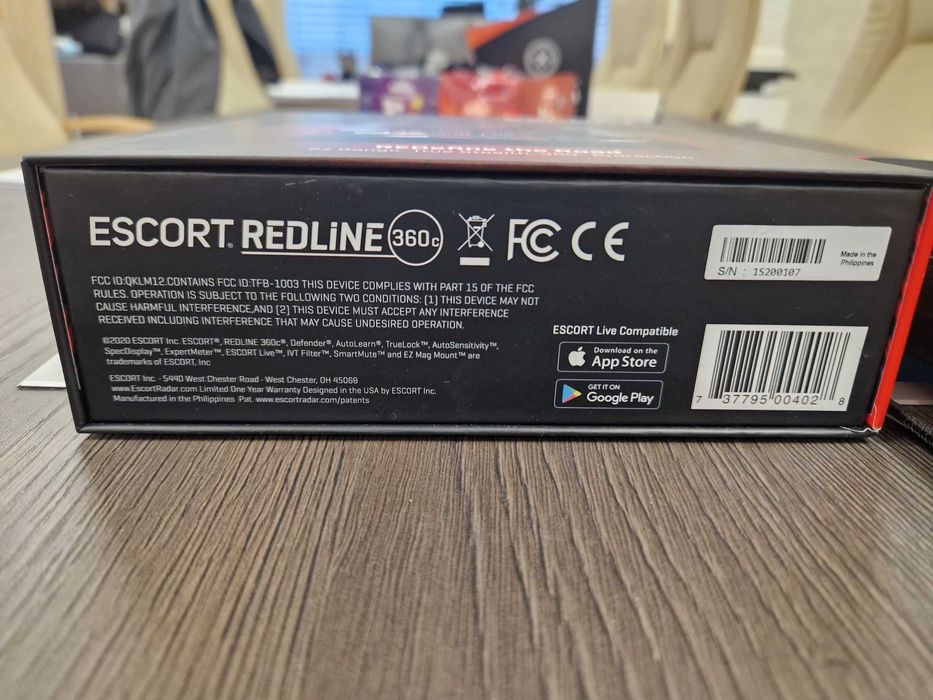 REDefine the Road
ESCORT® REDLiNE 360c FC CE
S/N : 1S200107
Made in the
Philippines
FCC ID:QKLM12.CONTAINS FCC ID:TFB-1003 THIS DEVICE COMPLIES WITH PART 15 OF THE FCC
RULES. OPERATION IS SUBJECT TO THE FOLLOWING TWO CONDITIONS: (1) THIS DEVICE MAY NOT
CAUSE HARMFUL INTERFERENCE,AND (2) THIS DEVICE MUST ACCEPT ANY INTERFERENCE
RECEIVED INCLUDING INTERFERENCE THAT MAY CAUSE UNDESIRED OPERATION.
©2020 ESCORT Inc. ESCORT®, REDLINE 360c®, Defender®, AutoLearn®, TrueLock™, AutoSensitivity™,
SpecDisplay™, ExpertMeter™, ESCORT Live™, IVT Filter™, SmartMute™ and EZ Mag Mount™ are
trademarks of ESCORT, Inc
ESCORT Inc. - 5440 West Chester Road - West Chester, OH 45069
www.EscortRadar.com Limited One Year Warranty Designed in the USA by ESCORT Inc.
Manufactured in the Philippines Pat. www.escortradar.com/patents
ESCORT Live Compatible
Download on the
App Store
GET IT ON
Google Play
7 37795 00402 8